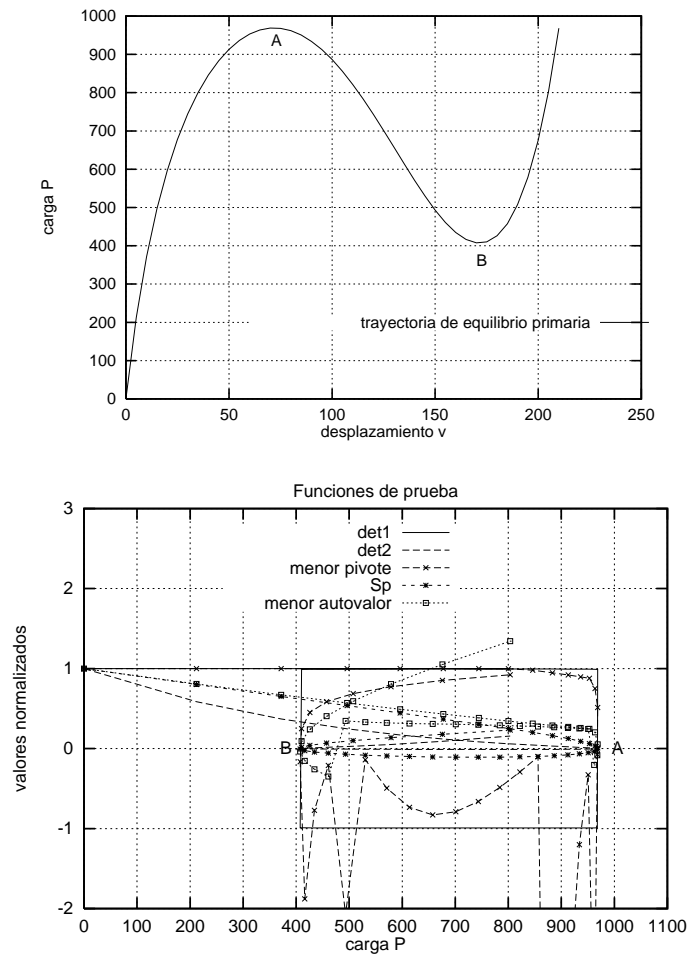 1000
900
800
700
600
500
400
300
200
100
0
carga P
A
B
trayectoria de equilibrio primaria
0 50 100 150 200 250
desplazamiento v
Funciones de prueba
3
2
1
0
-1
-2
valores normalizados
det1
det2
menor pivote
Sp
menor autovalor
B
A
0 100 200 300 400 500 600 700 800 900 1000 1100
carga P